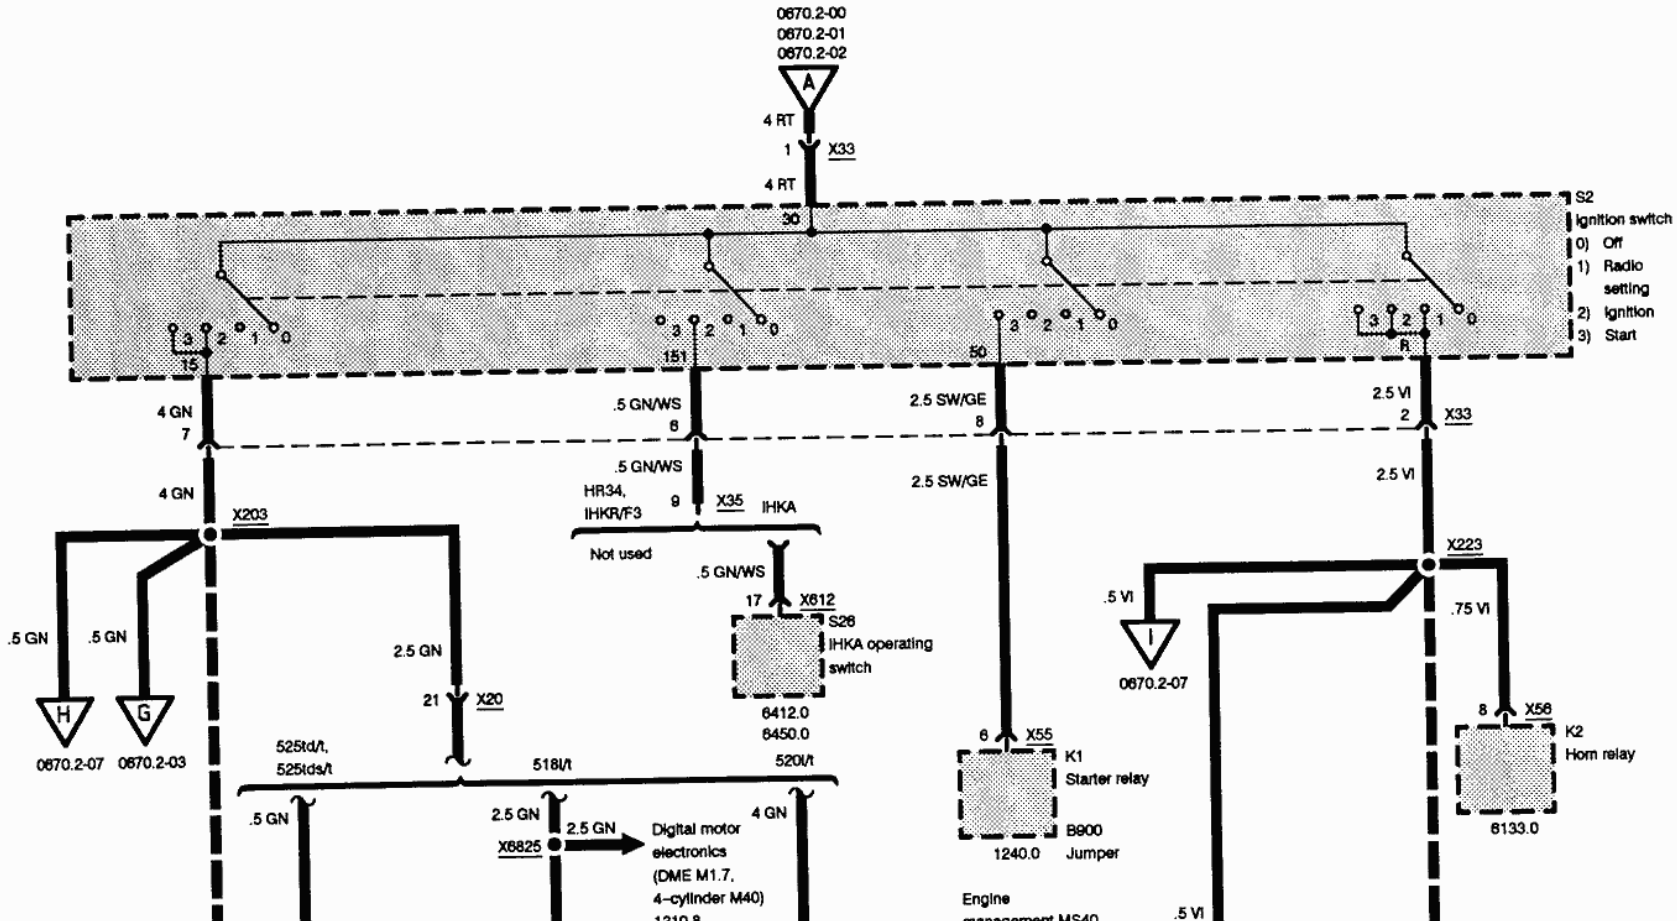 0670.2-00
0670.2-01
0670.2-02
A
4 RT
1 X33
4 RT
30
S2
Ignition switch
0) Off
1) Radio
setting
2) Ignition
3) Start
3 2 1 0
15
3 2 1 0
151
3 2 1 0
50
3 2 1 0
R
4 GN
7
.5 GN/WS
6
2.5 SW/GE
8
2.5 VI
2 X33
4 GN
X203
.5 GN/WS
9 X35
HR34,
IHKR/F3
IHKA
Not used
2.5 SW/GE
2.5 VI
X223
.5 GN/WS
17 X612
S26
IHKA operating
switch
6412.0
6450.0
.5 VI
I
0670.2-07
.75 VI
8 X56
K2
Horn relay
6133.0
.5 GN
.5 GN
2.5 GN
H
G
0670.2-07
0670.2-03
21 X20
525td/t,
525tds/t
518i/t
520i/t
6 X55
K1
Starter relay
B900
Jumper
1240.0
.5 GN
2.5 GN
2.5 GN
X6825
Digital motor
electronics
(DME M1.7,
4-cylinder M40)
1210.8
4 GN
Engine
management MS40
.5 VI